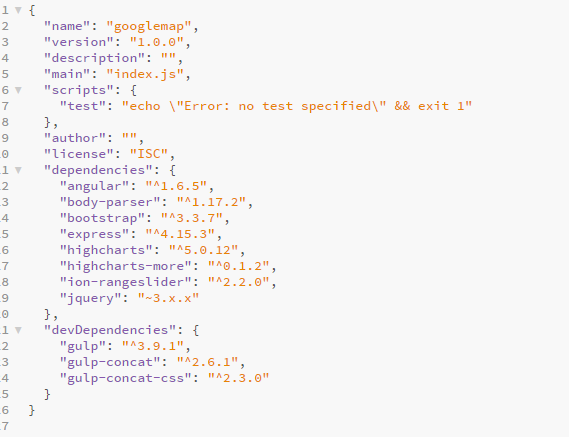 1 {
2 "name": "googlemap",
3 "version": "1.0.0",
4 "description": "",
5 "main": "index.js",
6 "scripts": {
7 "test": "echo \"Error: no test specified\" && exit 1"
8 },
9 "author": "",
0 "license": "ISC",
1 "dependencies": {
2 "angular": "^1.6.5",
3 "body-parser": "^1.17.2",
4 "bootstrap": "^3.3.7",
5 "express": "^4.15.3",
6 "highcharts": "^5.0.12",
7 "highcharts-more": "^0.1.2",
8 "ion-rangeslider": "^2.2.0",
9 "jquery": "~3.x.x"
0 },
1 "devDependencies": {
2 "gulp": "^3.9.1",
3 "gulp-concat": "^2.6.1",
4 "gulp-concat-css": "^2.3.0"
5 }
6 }
7